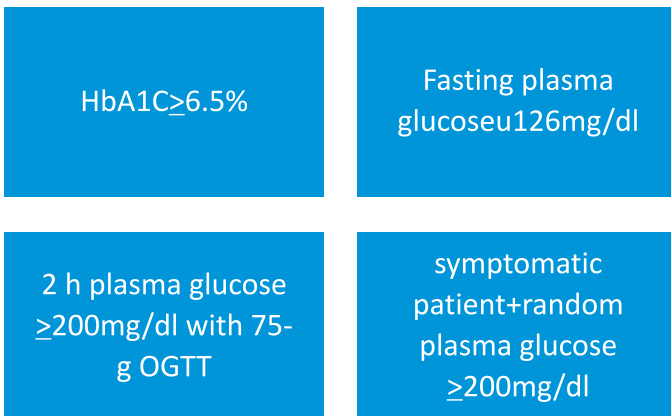 HbA1C≥6.5%
Fasting plasma
glucoseu126mg/dl
2 h plasma glucose
≥200mg/dl with 75-
g OGTT
symptomatic
patient+random
plasma glucose
≥200mg/dl